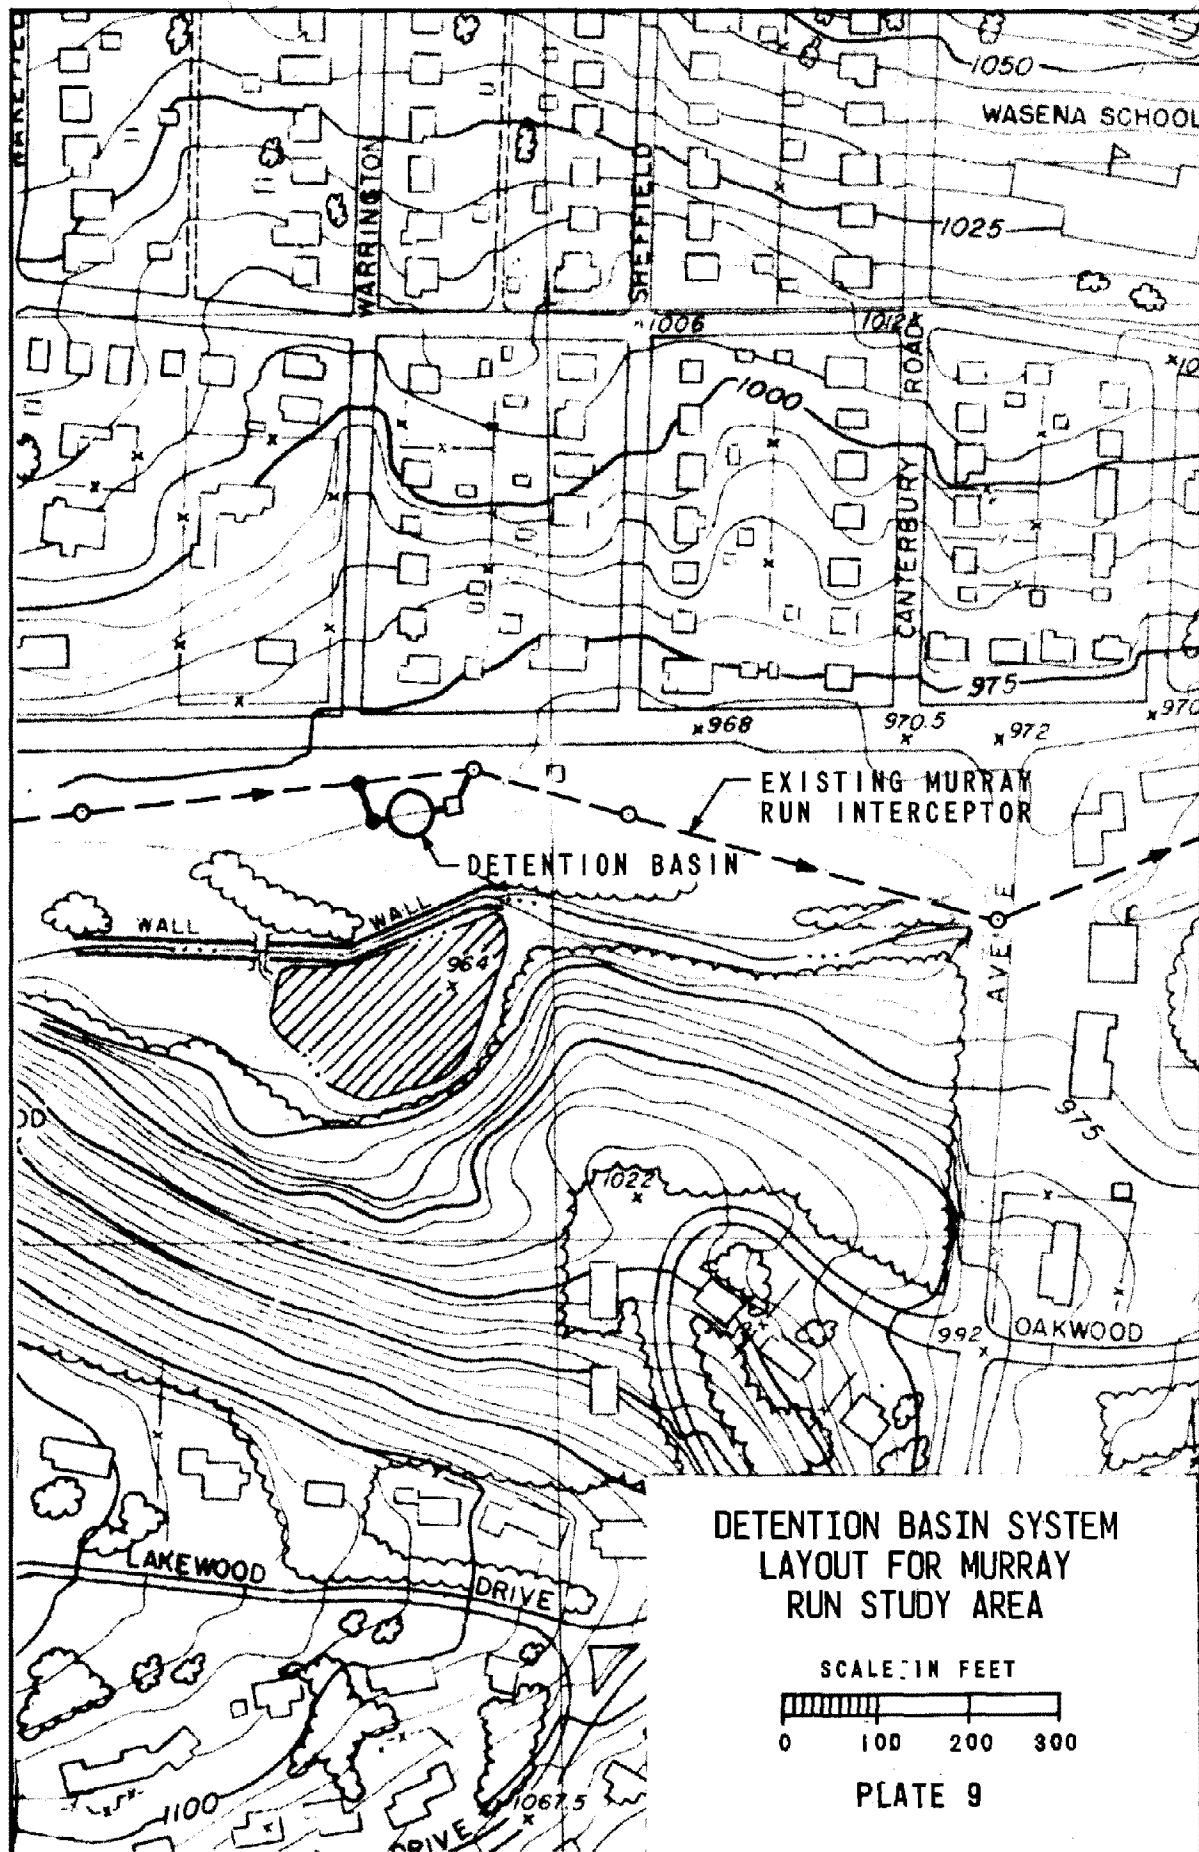 1050
WASENA SCHOOL
WARRINGTON
SHEFFIELD
1025
1006
1012
ROAD
1000
CANTERBURY
975
968
970.5
972
970
EXISTING MURRAY
RUN INTERCEPTOR
DETENTION BASIN
WALL
WALL
964
AVE
975
1022
992
OAKWOOD
LAKEWOOD
DRIVE
1100
1067.5
DRIVE
DETENTION BASIN SYSTEM
LAYOUT FOR MURRAY
RUN STUDY AREA
SCALE: IN FEET
0 100 200 300
PLATE 9